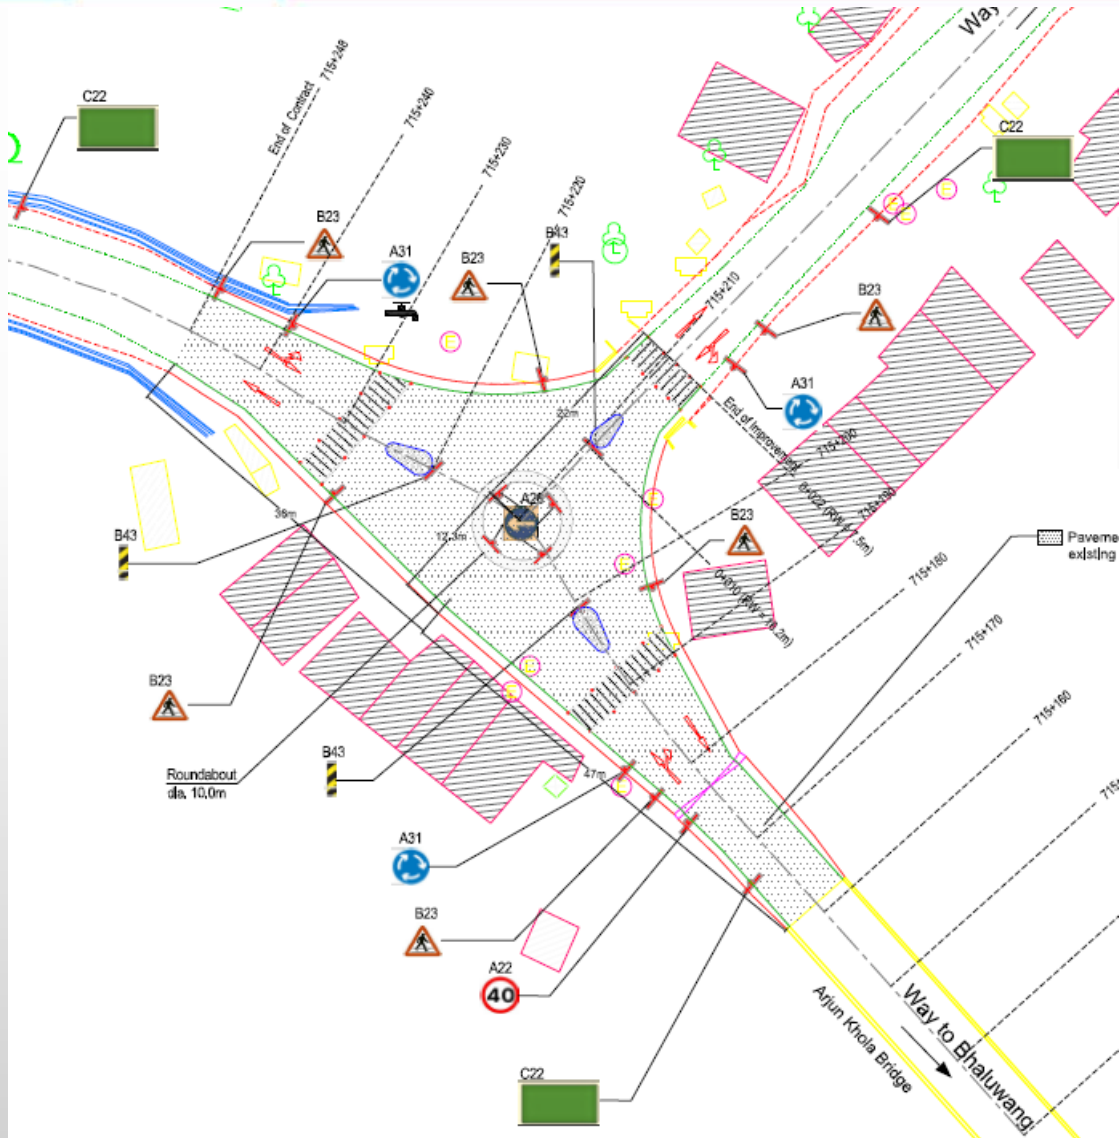 Way
C22
End of Contract
715+248
715+240
715+230
715+220
C22
B23
A31
B23
B43
715+210
B23
E
E
E
E
A31
22m
End of Improvement
715+200
36m
12.3m
A26
E
B23
B43
E
715+180
Paveme
existing
715+170
E
E
B23
715+160
B43
47m
E
Roundabout
dia. 10.0m
715+
A31
B23
A22
40
Way to Bhaluwang
Arjun Khola Bridge
C22